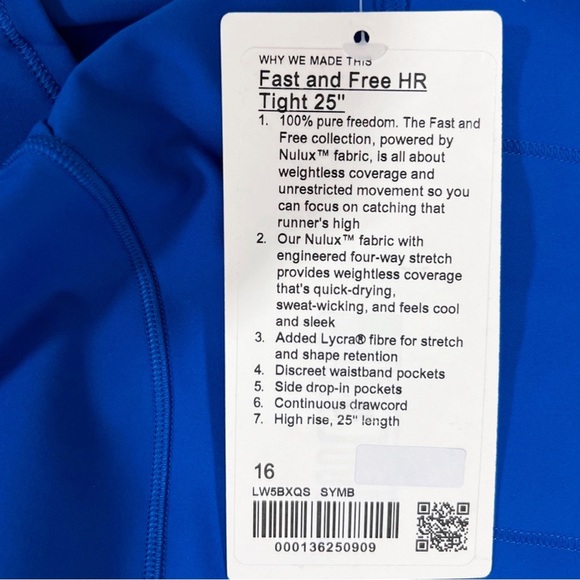 WHY WE MADE THIS
Fast and Free HR
Tight 25"
1. 100% pure freedom. The Fast and
Free collection, powered by
Nulux™ fabric, is all about
weightless coverage and
unrestricted movement so you
can focus on catching that
runner's high
2. Our Nulux™ fabric with
engineered four-way stretch
provides weightless coverage
that's quick-drying,
sweat-wicking, and feels cool
and sleek
3. Added Lycra® fibre for stretch
and shape retention
4. Discreet waistband pockets
5. Side drop-in pockets
6. Continuous drawcord
7. High rise, 25" length
16
LW5BXQS SYMB
000136250909